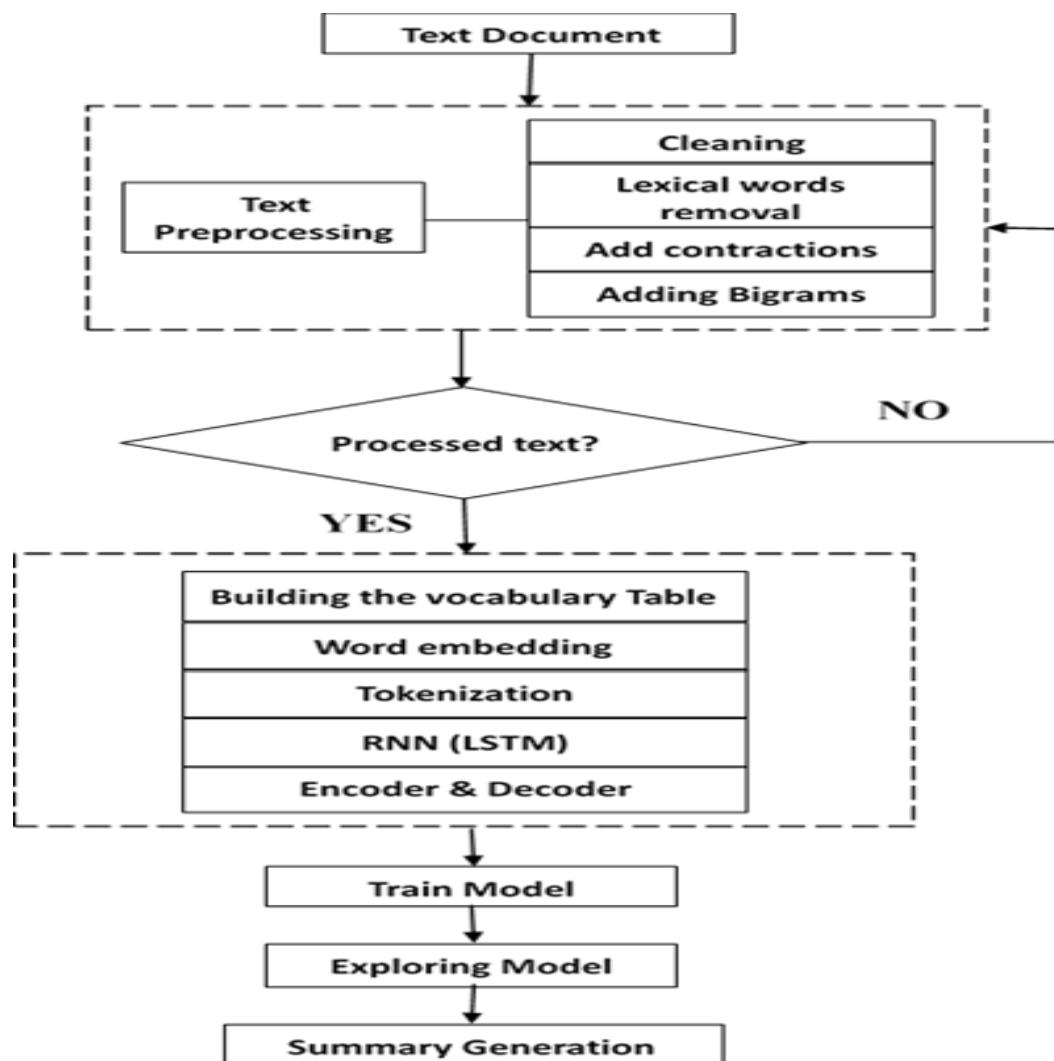 Text Document
Cleaning
Lexical words
removal
Text
Preprocessing
Add contractions
Adding Bigrams
NO
Processed text?
YES
Building the vocabulary Table
Word embedding
Tokenization
RNN (LSTM)
Encoder & Decoder
Train Model
Exploring Model
Summary Generation